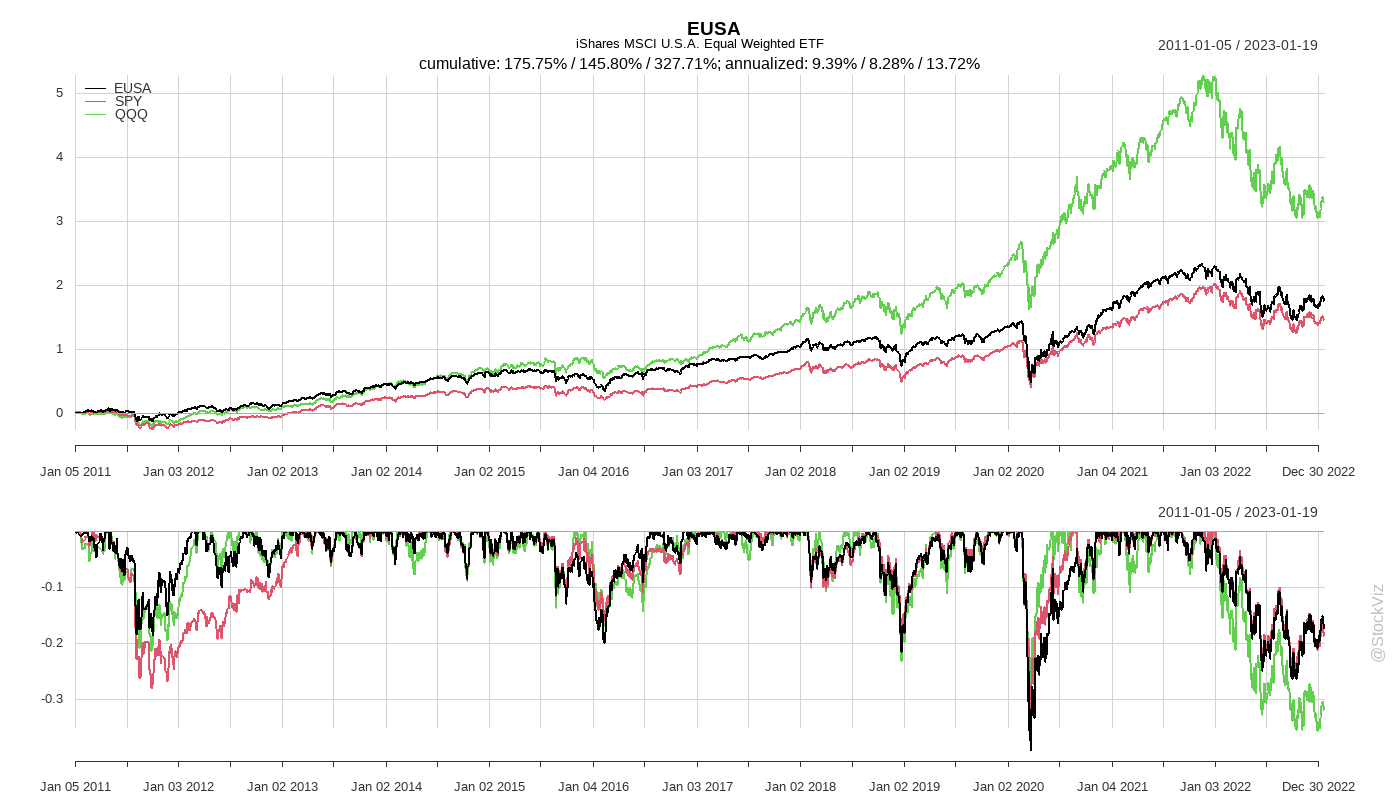 EUSA
iShares MSCI U.S.A. Equal Weighted ETF
2011-01-05 / 2023-01-19
cumulative: 175.75% / 145.80% / 327.71%; annualized: 9.39% / 8.28% / 13.72%
EUSA
SPY
QQQ
5
4
3
2
1
0
Jan 05 2011 Jan 03 2012 Jan 02 2013 Jan 02 2014 Jan 02 2015 Jan 04 2016 Jan 03 2017 Jan 02 2018 Jan 02 2019 Jan 02 2020 Jan 04 2021 Jan 03 2022 Dec 30 2022
2011-01-05 / 2023-01-19
-0.1
-0.2
-0.3
Jan 05 2011 Jan 03 2012 Jan 02 2013 Jan 02 2014 Jan 02 2015 Jan 04 2016 Jan 03 2017 Jan 02 2018 Jan 02 2019 Jan 02 2020 Jan 04 2021 Jan 03 2022 Dec 30 2022
@StockViz